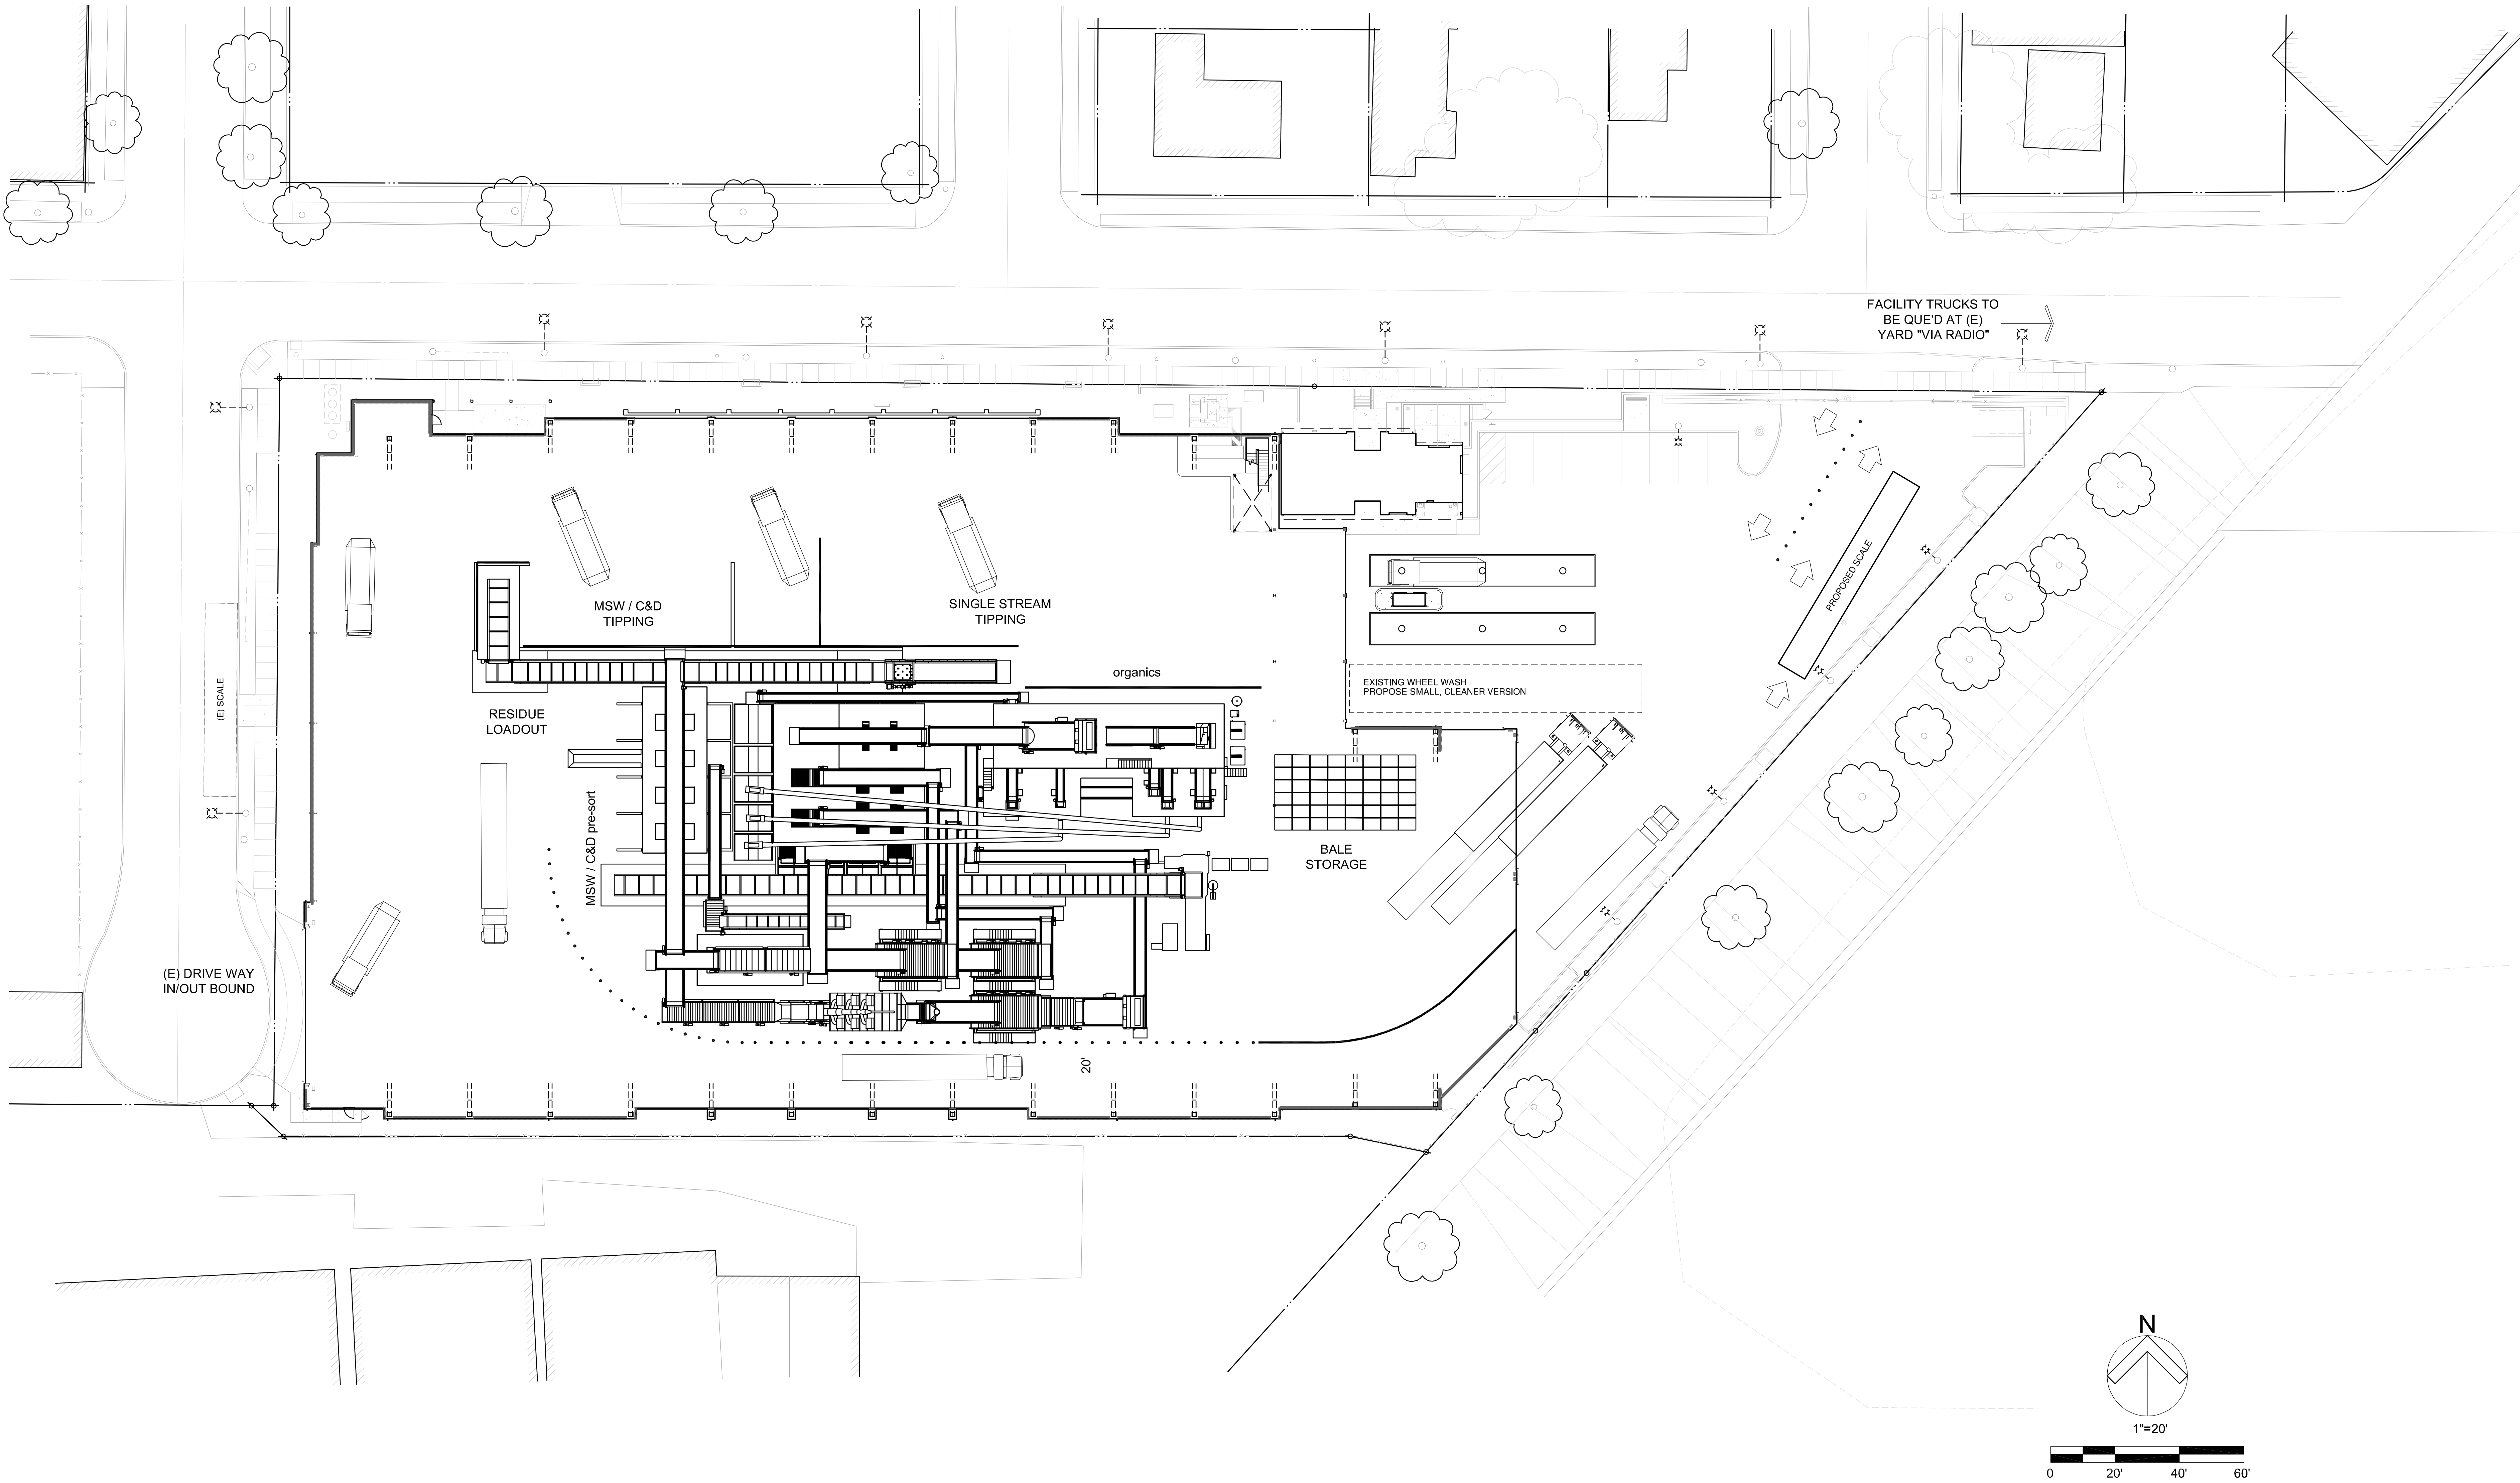 FACILITY TRUCKS TO
BE QUE'D AT (E)
YARD "VIA RADIO"
PROPOSED SCALE
MSW / C&D
TIPPING
SINGLE STREAM
TIPPING
organics
EXISTING WHEEL WASH
PROPOSE SMALL, CLEANER VERSION
(E) SCALE
RESIDUE
LOADOUT
MSW / C&D pre-sort
BALE
STORAGE
(E) DRIVE WAY
IN/OUT BOUND
20'
N
1"=20'
0 20' 40' 60'